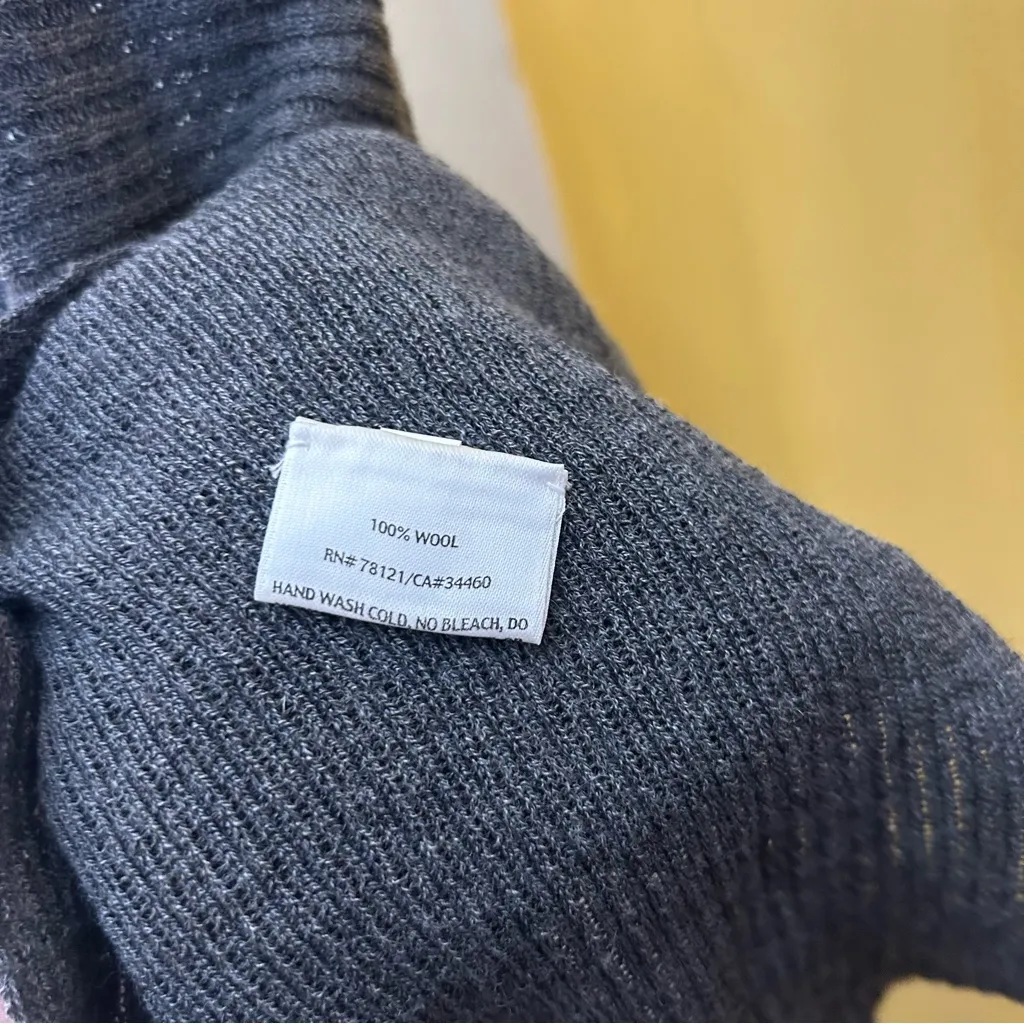 100% WOOL
RN# 78121/CA#34460
HAND WASH COLD, NO BLEACH, DO